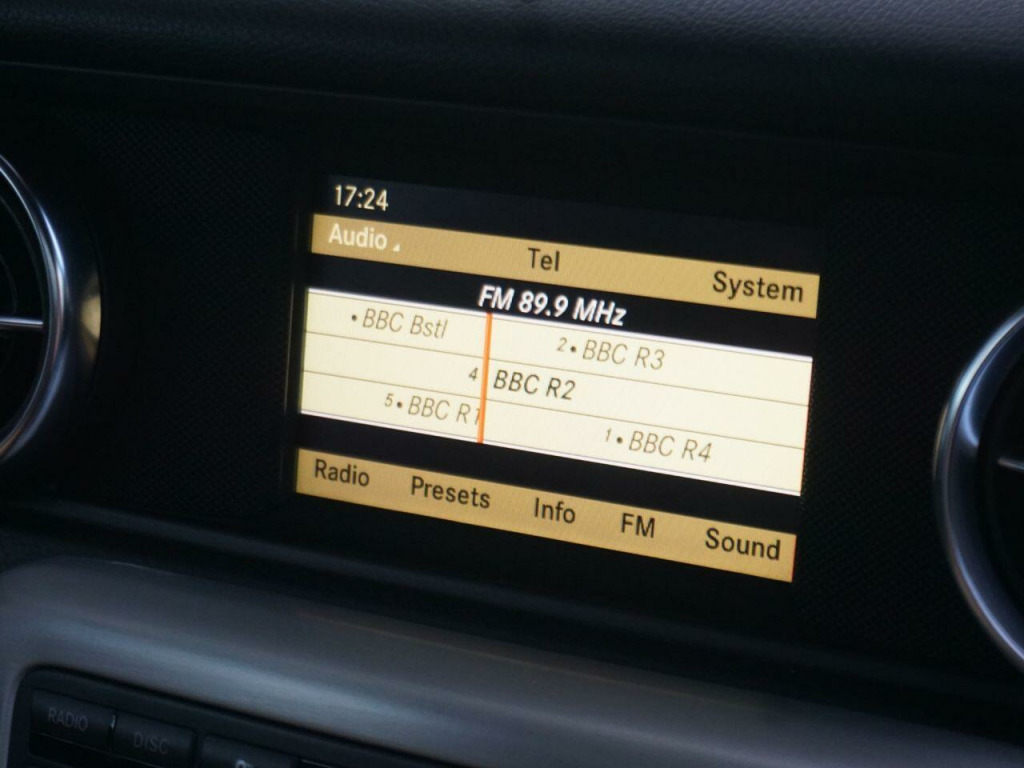 17:24
Audio Tel System
FM 89.9 MHz
• BBC Bstl 2 • BBC R3
4 BBC R2
5 • BBC R1 1 • BBC R4
Radio Presets Info FM Sound
RADIO DISC